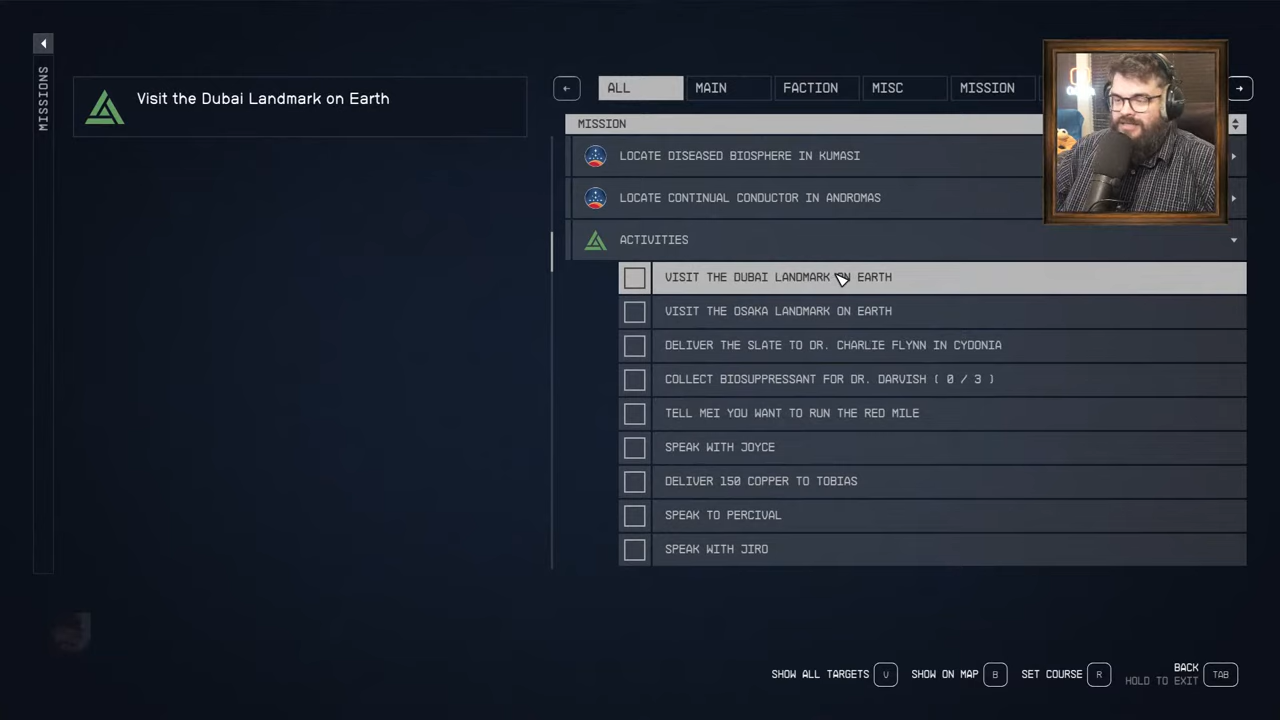 MISSIONS
Visit the Dubai Landmark on Earth
ALL MAIN FACTION MISC MISSION
MISSION
LOCATE DISEASED BIOSPHERE IN KUMASI
LOCATE CONTINUAL CONDUCTOR IN ANDROMAS
ACTIVITIES
VISIT THE DUBAI LANDMARK ON EARTH
VISIT THE OSAKA LANDMARK ON EARTH
DELIVER THE SLATE TO DR. CHARLIE FLYNN IN CYDONIA
COLLECT BIOSUPPRESSANT FOR DR. DARVISH ( 0 / 3 )
TELL MEI YOU WANT TO RUN THE RED MILE
SPEAK WITH JOYCE
DELIVER 150 COPPER TO TOBIAS
SPEAK TO PERCIVAL
SPEAK WITH JIRO
SHOW ALL TARGETS V SHOW ON MAP B SET COURSE R BACK TAB
HOLD TO EXIT